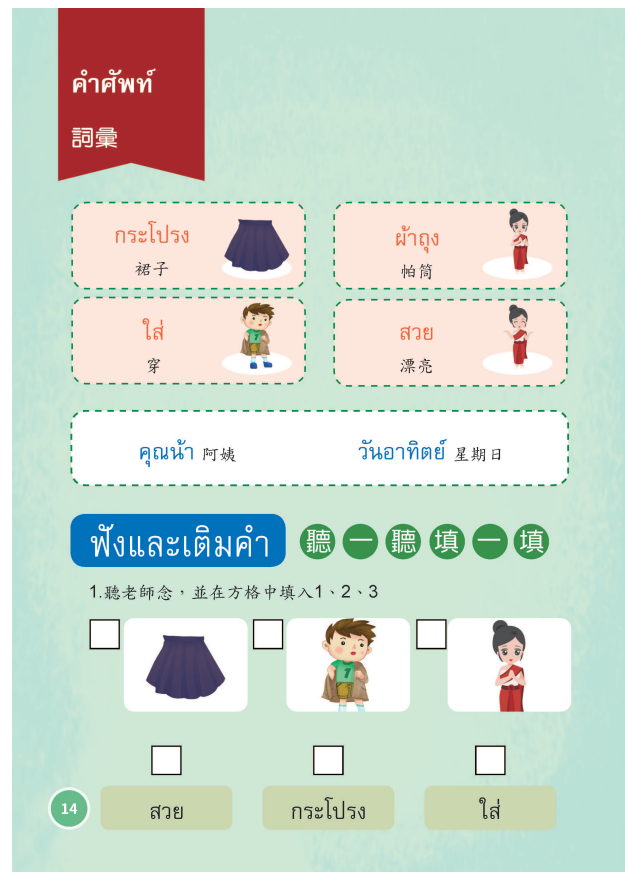 คำศัพท์
詞彙
กระโปรง
裙子
ผ้าถุง
帕筒
ใส่
穿
สวย
漂亮
คุณน้า 阿姨
วันอาทิตย์ 星期日
ฟังและเติมคำ 聽一聽填一填
1.聽老師念，並在方格中填入1、2、3
สวย
กระโปรง
ใส่
14